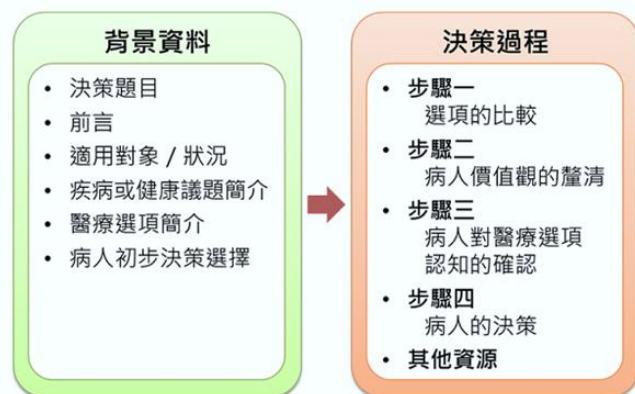 背景資料
• 決策題目
• 前言
• 適用對象 / 狀況
• 疾病或健康議題簡介
• 醫療選項簡介
• 病人初步決策選擇
決策過程
• 步驟一
選項的比較
• 步驟二
病人價值觀的釐清
• 步驟三
病人對醫療選項
認知的確認
• 步驟四
病人的決策
• 其他資源